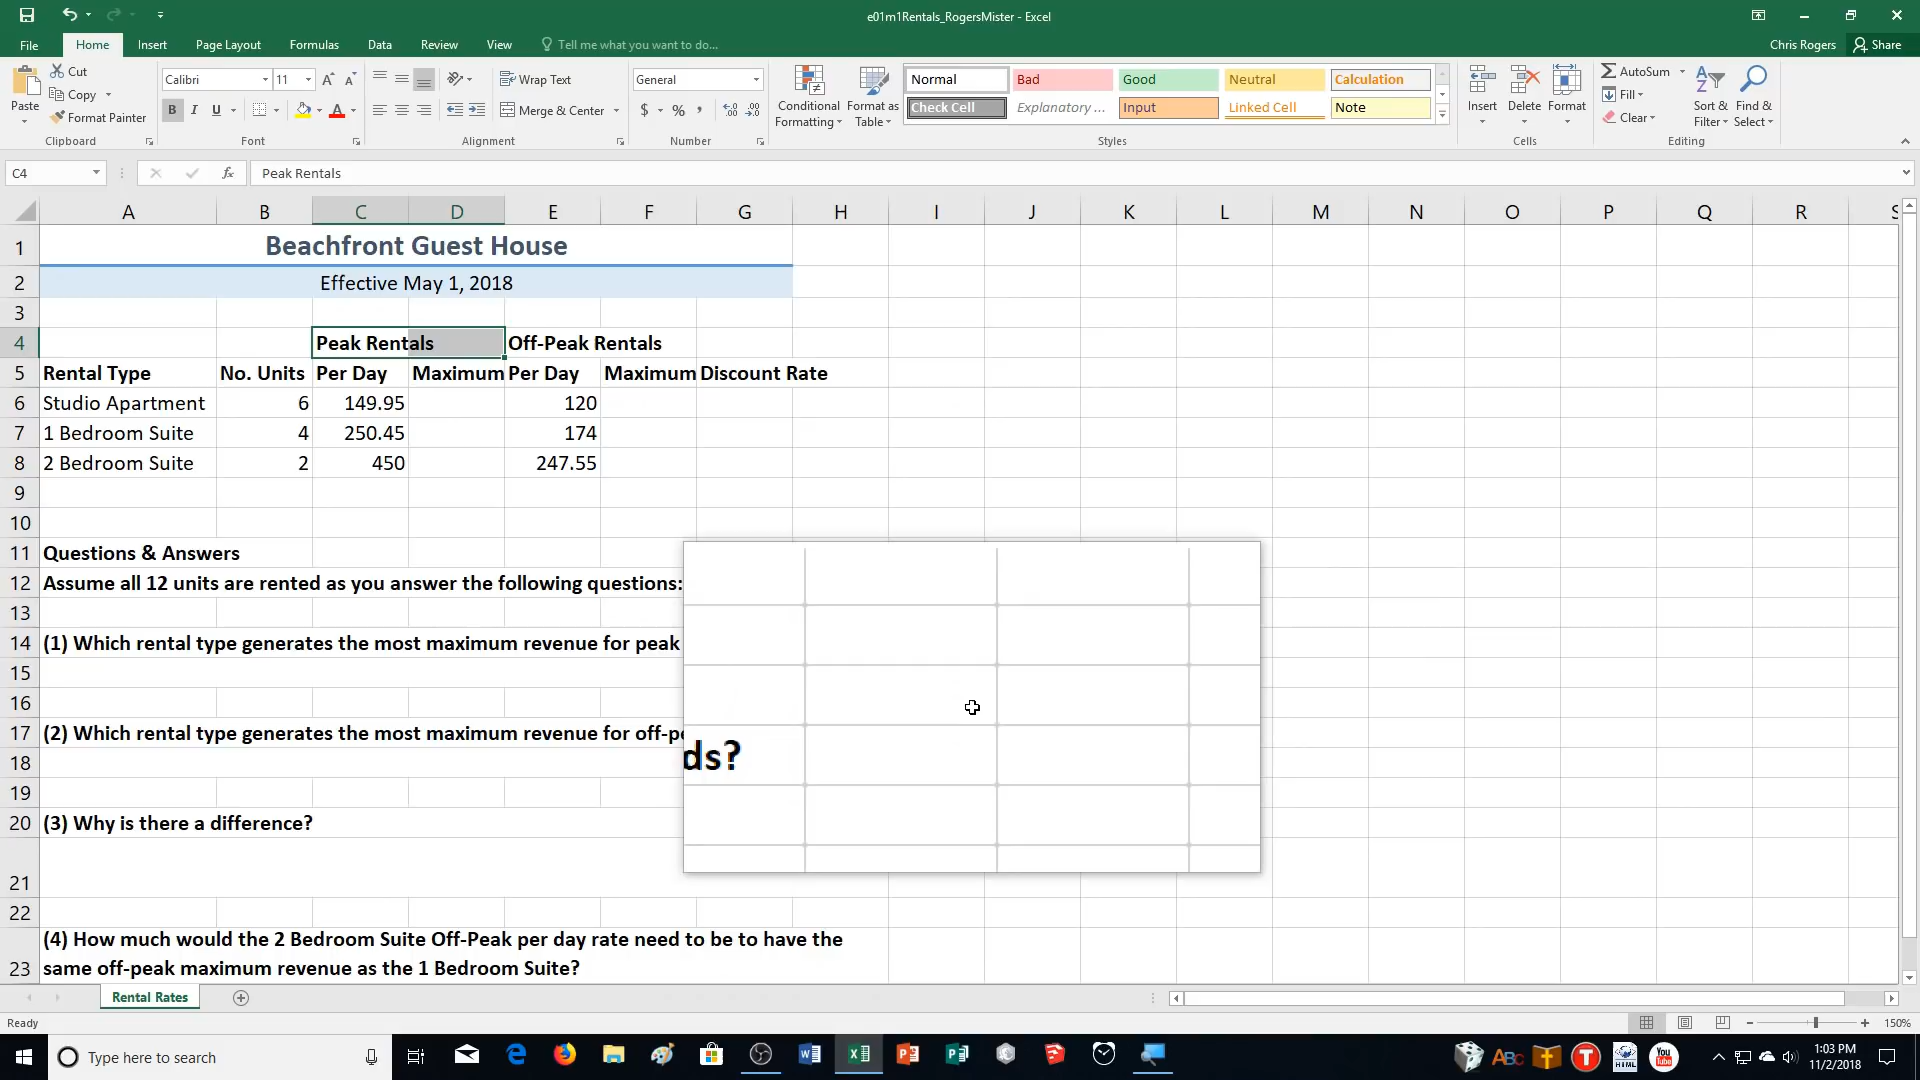 e01m1Rentals_RogersMister - Excel
File Home Insert Page Layout Formulas Data Review View Tell me what you want to do... Chris Rogers Share
Paste
Cut
Copy
Format Painter
Clipboard
Calibri 11
B I U
Font
Wrap Text
Merge & Center
Alignment
General
$ % ,
Number
Conditional Formatting
Format as Table
Normal Bad Good Neutral Calculation
Check Cell Explanatory ... Input Linked Cell Note
Styles
Insert Delete Format
Cells
AutoSum
Fill
Clear
Sort & Filter
Find & Select
Editing
C4 fx Peak Rentals
A B C D E F G H I J K L M N O P Q R S
1 Beachfront Guest House
2 Effective May 1, 2018
3
4 Peak Rentals Off-Peak Rentals
5 Rental Type No. Units Per Day Maximum Per Day Maximum Discount Rate
6 Studio Apartment 6 149.95 120
7 1 Bedroom Suite 4 250.45 174
8 2 Bedroom Suite 2 450 247.55
9
10
11 Questions & Answers
12 Assume all 12 units are rented as you answer the following questions:
13
14 (1) Which rental type generates the most maximum revenue for peak
15
16
17 (2) Which rental type generates the most maximum revenue for off-pe
ds?
18
19
20 (3) Why is there a difference?
21
22
(4) How much would the 2 Bedroom Suite Off-Peak per day rate need to be to have the
23 same off-peak maximum revenue as the 1 Bedroom Suite?
Rental Rates
Ready 150%
Type here to search
ABC
T
HTML
You Tube
1:03 PM
11/2/2018